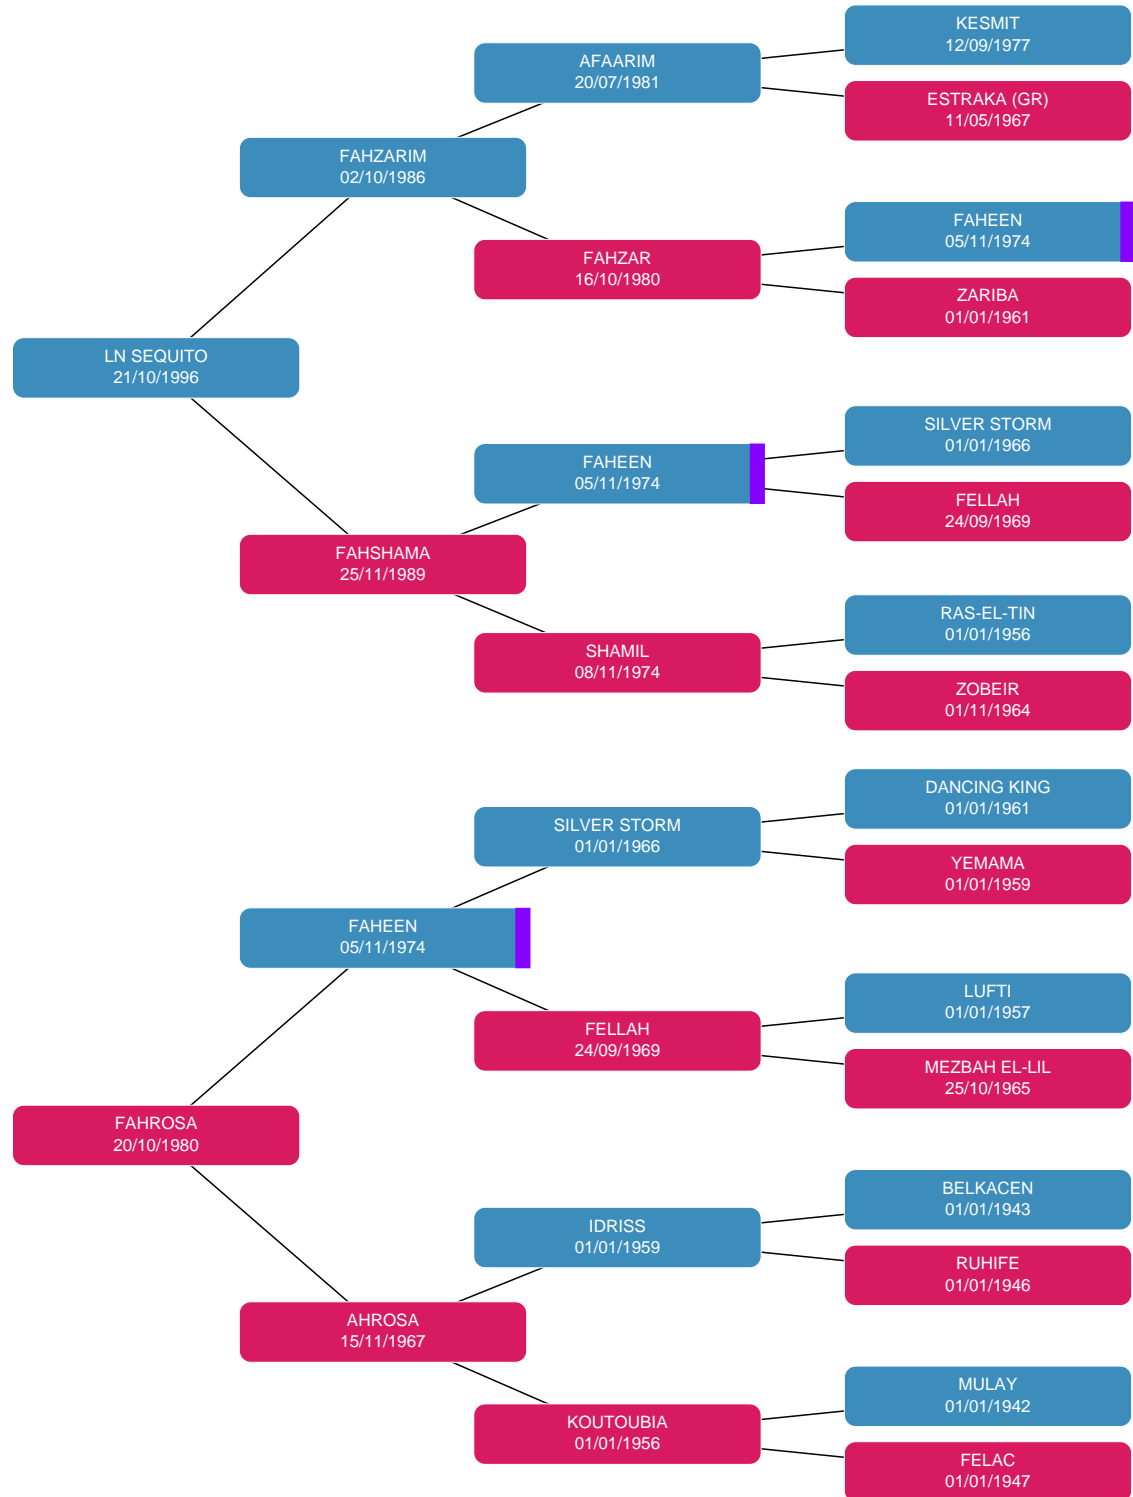 KESMIT
12/09/1977
AFAARIM
20/07/1981
ESTRAKA (GR)
11/05/1967
FAHZARIM
02/10/1986
FAHEEN
05/11/1974
FAHZAR
16/10/1980
ZARIBA
01/01/1961
LN SEQUITO
21/10/1996
SILVER STORM
01/01/1966
FAHEEN
05/11/1974
FELLAH
24/09/1969
FAHSHAMA
25/11/1989
RAS-EL-TIN
01/01/1956
SHAMIL
08/11/1974
ZOBEIR
01/11/1964
DANCING KING
01/01/1961
SILVER STORM
01/01/1966
YEMAMA
01/01/1959
FAHEEN
05/11/1974
LUFTI
01/01/1957
FELLAH
24/09/1969
MEZBAH EL-LIL
25/10/1965
FAHROSA
20/10/1980
BELKACEN
01/01/1943
IDRISS
01/01/1959
RUHIFE
01/01/1946
AHROSA
15/11/1967
MULAY
01/01/1942
KOUTOUBIA
01/01/1956
FELAC
01/01/1947